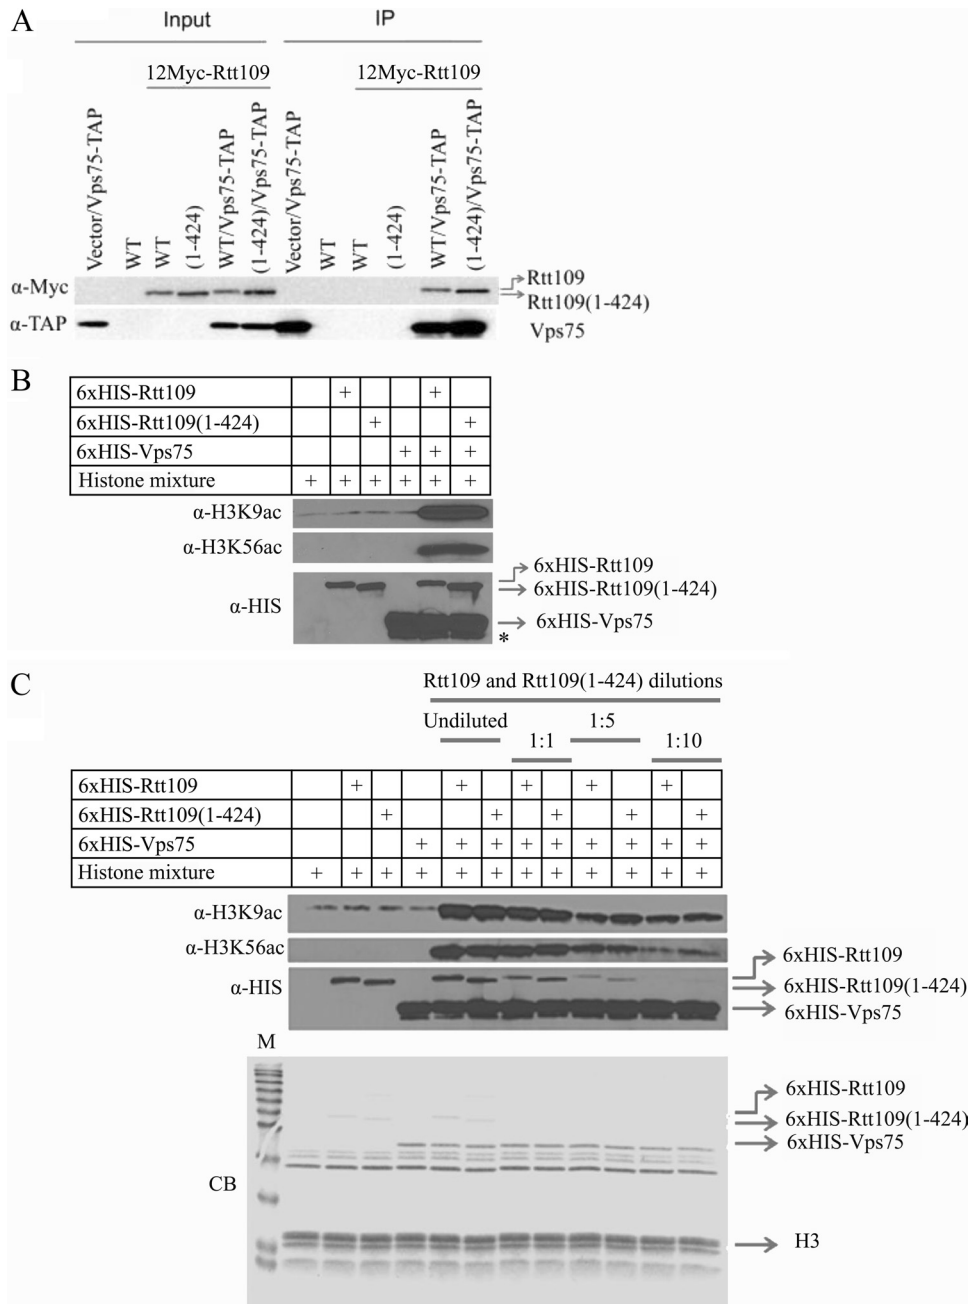 A
Input IP
12Myc-Rtt109 12Myc-Rtt109
Vector/Vps75-TAP WT WT (1-424) WT/Vps75-TAP (1-424)/Vps75-TAP Vector/Vps75-TAP WT WT (1-424) WT/Vps75-TAP (1-424)/Vps75-TAP
α-Myc Rtt109
Rtt109(1-424)
α-TAP Vps75
B
6xHIS-Rtt109 + +
6xHIS-Rtt109(1-424) + +
6xHIS-Vps75 + + +
Histone mixture + + + + + +
α-H3K9ac
α-H3K56ac
6xHIS-Rtt109
6xHIS-Rtt109(1-424)
α-HIS
6xHIS-Vps75
*
C
Rtt109 and Rtt109(1-424) dilutions
Undiluted 1:5
1:1 1:10
6xHIS-Rtt109 + + + + +
6xHIS-Rtt109(1-424) + + + + +
6xHIS-Vps75 + + + + + + + + +
Histone mixture + + + + + + + + + + + +
α-H3K9ac
α-H3K56ac
6xHIS-Rtt109
α-HIS 6xHIS-Rtt109(1-424)
6xHIS-Vps75
M
6xHIS-Rtt109
6xHIS-Rtt109(1-424)
6xHIS-Vps75
CB
H3